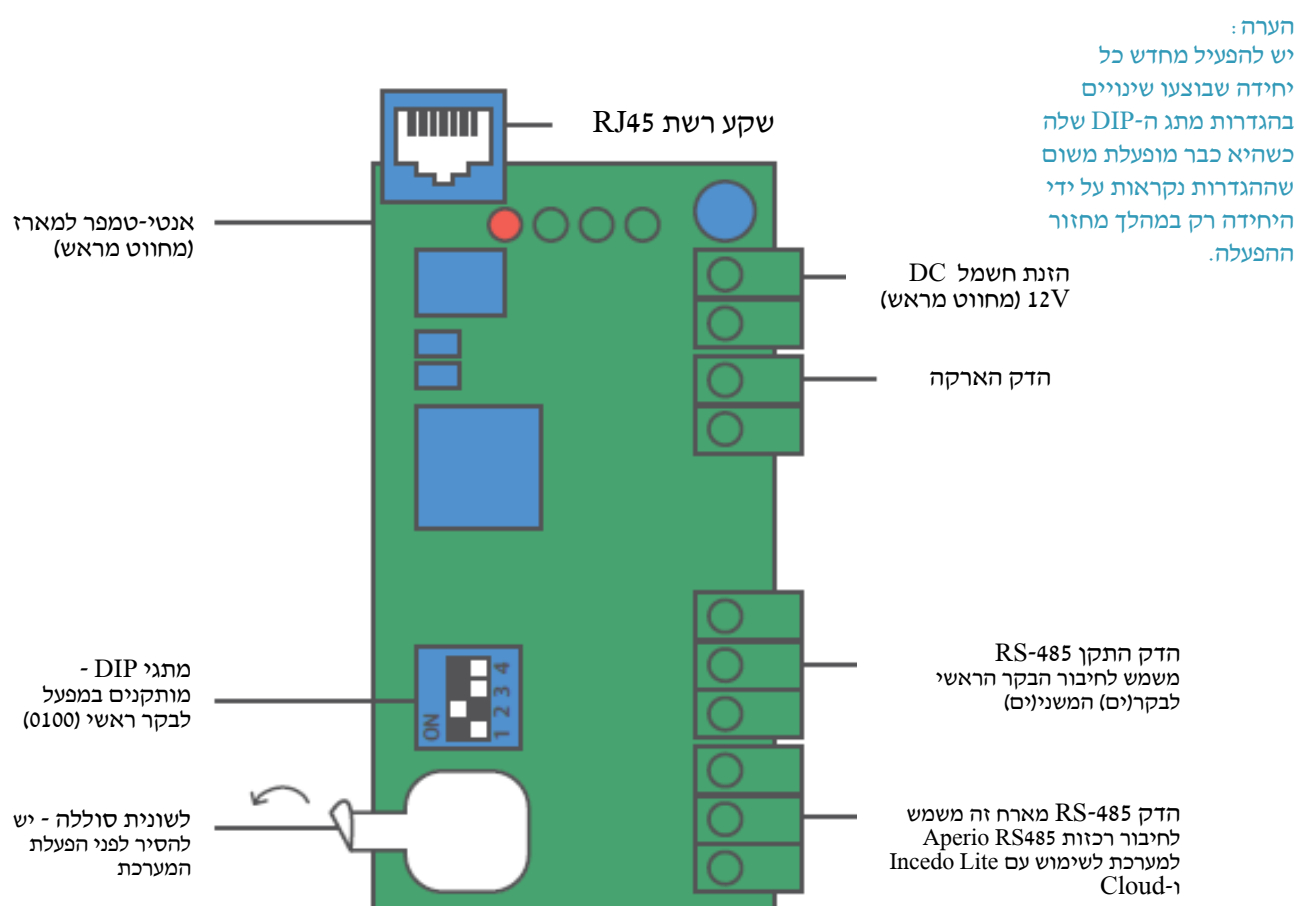 הערה:
יש להפעיל מחדש כל
יחידה שבוצעו שינויים
בהגדרות מתג ה-DIP שלה
כשהיא כבר מופעלת משום
שההגדרות נקראות על ידי
היחידה רק במהלך מחזור
ההפעלה.
שקע רשת RJ45
אנטי-טמפר למארז
(מחווט מראש)
הזנת חשמל DC
12V (מחווט מראש)
הדק הארקה
הדק התקן RS-485
משמש לחיבור הבקר הראשי
לבקר(ים) המשני(ים)
מתגי DIP -
מותקנים במפעל
לבקר ראשי (0100)
ON
1 2 3 4
הדק RS-485 מארח זה משמש
לחיבור רכזות Aperio RS485
למערכת לשימוש עם Incedo Lite
ו-Cloud
לשונית סוללה - יש
להסיר לפני הפעלת
המערכת